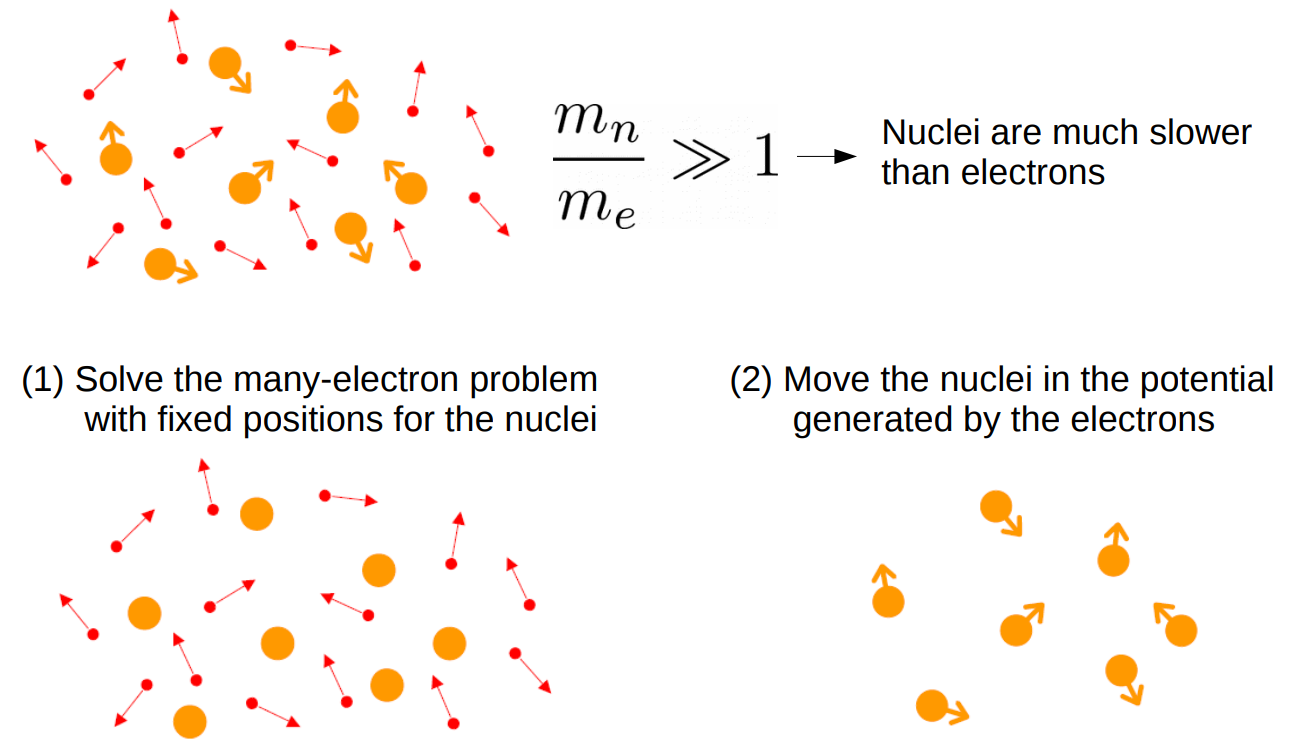 m_n
m_e
≫ 1
Nuclei are much slower
than electrons
(1) Solve the many-electron problem
with fixed positions for the nuclei
(2) Move the nuclei in the potential
generated by the electrons